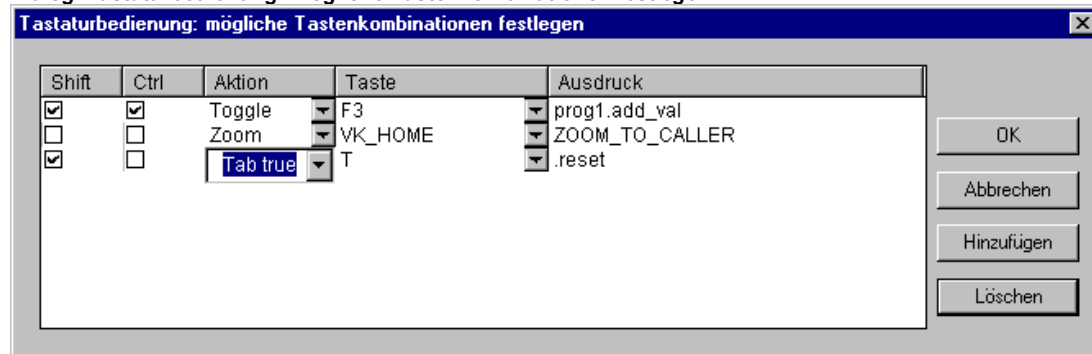 Tastaturbedienung: mögliche Tastenkombinationen festlegen
Shift Ctrl Aktion Taste Ausdruck
Toggle F3 prog1.add_val
Zoom VK_HOME ZOOM_TO_CALLER
Tab true T .reset
OK
Abbrechen
Hinzufügen
Löschen